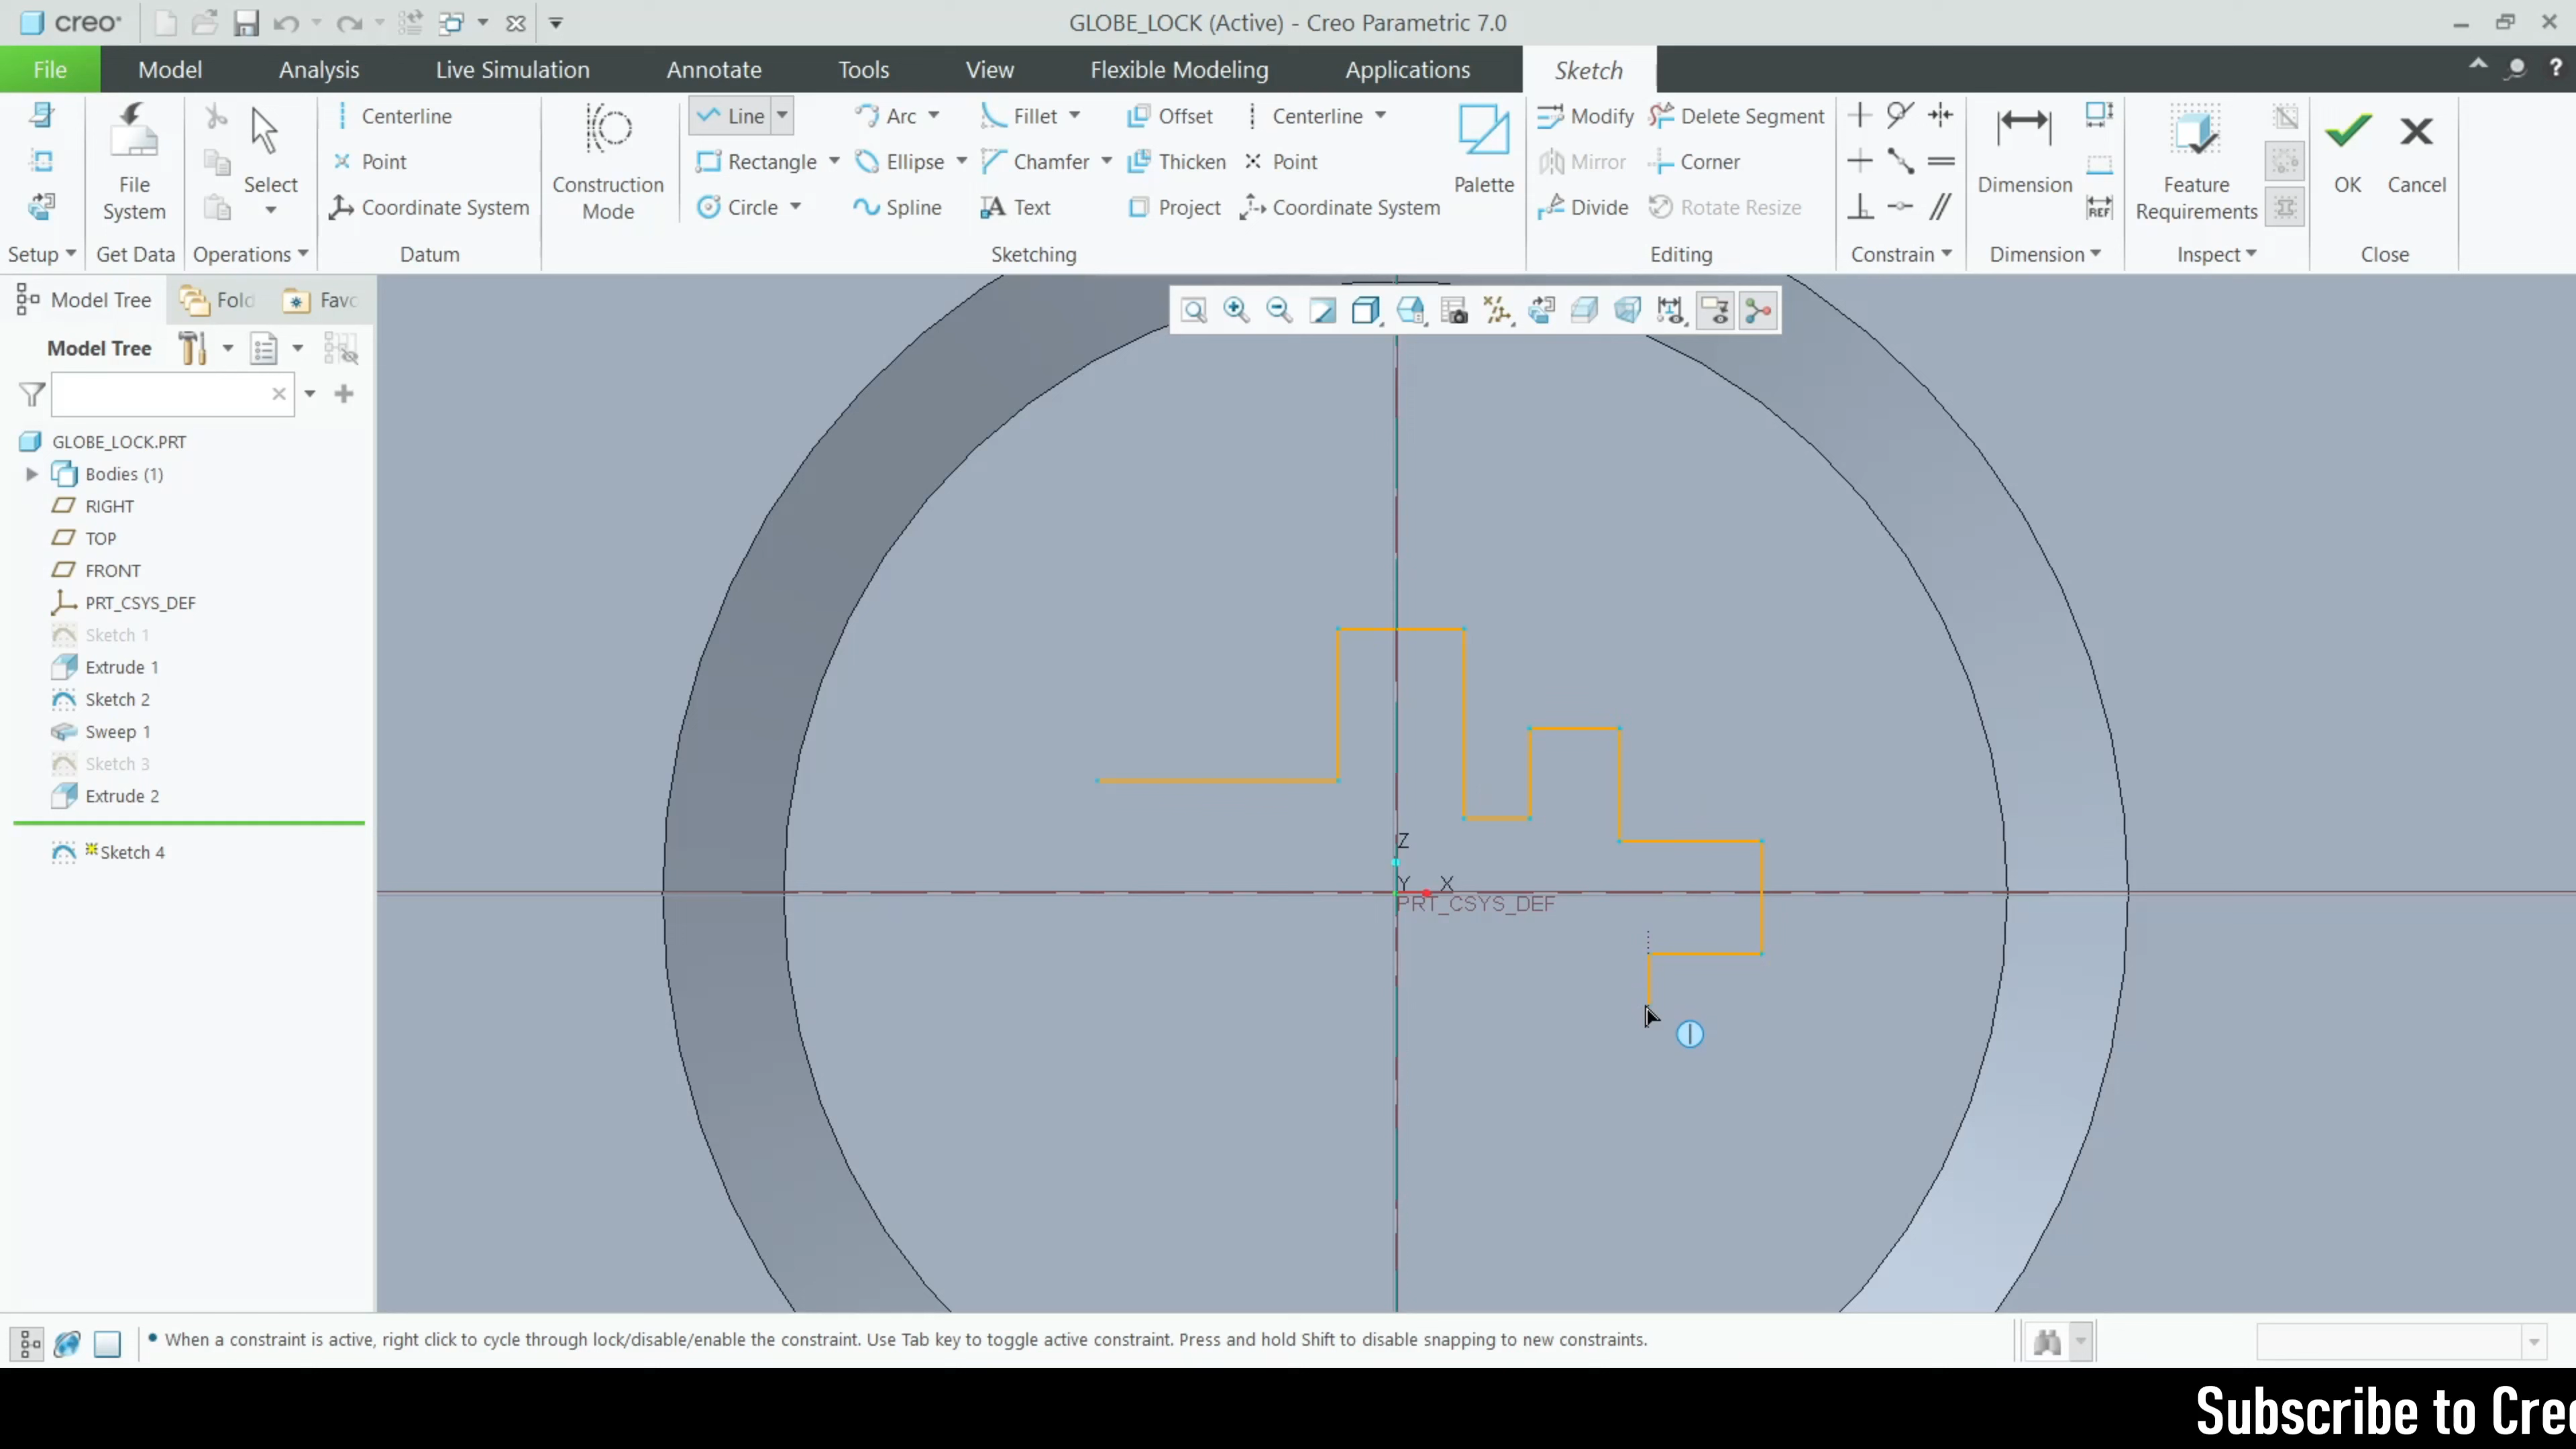 creo
GLOBE_LOCK (Active) - Creo Parametric 7.0
File
Model
Analysis
Live Simulation
Annotate
Tools
View
Flexible Modeling
Applications
Sketch
Setup
File System
Get Data
Select
Operations
Centerline
Point
Coordinate System
Datum
Construction Mode
Line
Arc
Fillet
Offset
Centerline
Rectangle
Ellipse
Chamfer
Thicken
Point
Circle
Spline
Text
Project
Coordinate System
Palette
Sketching
Modify
Delete Segment
Mirror
Corner
Divide
Rotate Resize
Editing
Constrain
Dimension
REF
Dimension
Feature Requirements
Inspect
OK
Cancel
Close
Model Tree
Fold
Favo
Model Tree
GLOBE_LOCK.PRT
Bodies (1)
RIGHT
TOP
FRONT
PRT_CSYS_DEF
Sketch 1
Extrude 1
Sketch 2
Sweep 1
Sketch 3
Extrude 2
Sketch 4
Z
Y X
PRT_CSYS_DEF
When a constraint is active, right click to cycle through lock/disable/enable the constraint. Use Tab key to toggle active constraint. Press and hold Shift to disable snapping to new constraints.
Subscribe to Cre